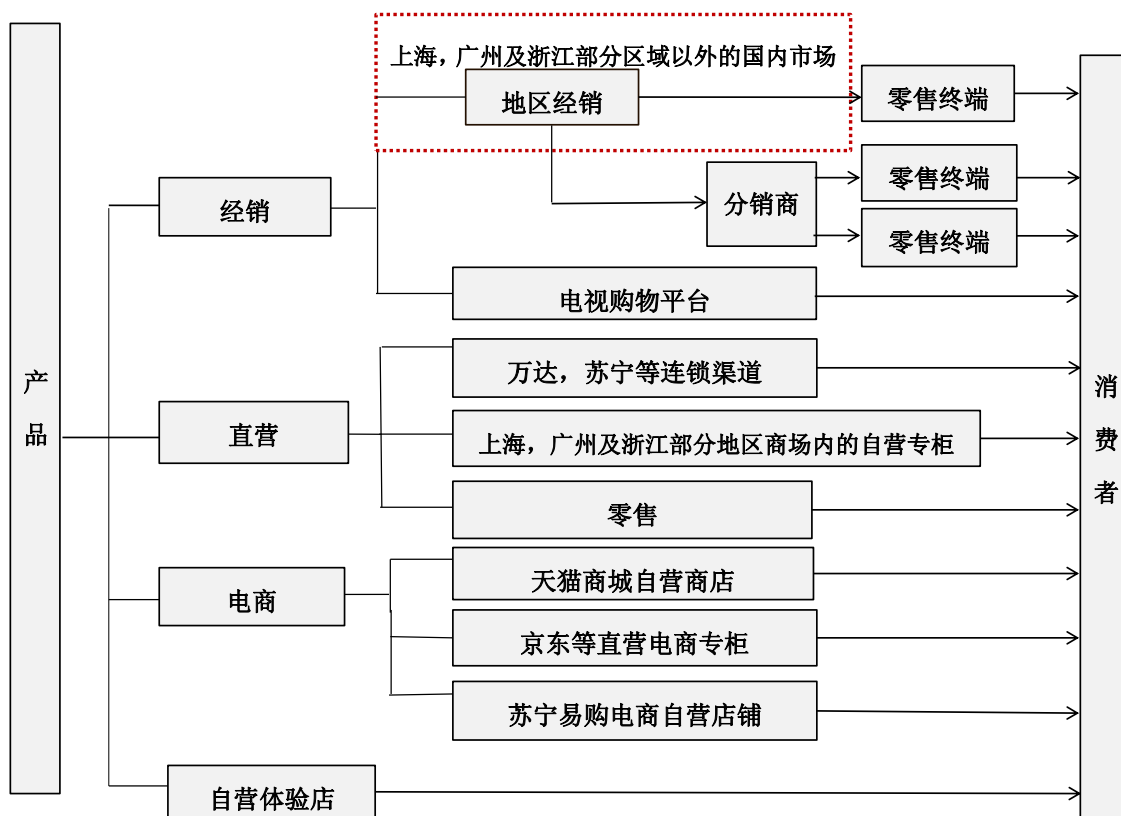 上海，广州及浙江部分区域以外的国内市场
地区经销
零售终端
经销
分销商
零售终端
零售终端
电视购物平台
产
品
万达，苏宁等连锁渠道
直营
上海，广州及浙江部分地区商场内的自营专柜
零售
消
费
者
电商
天猫商城自营商店
京东等直营电商专柜
苏宁易购电商自营店铺
自营体验店